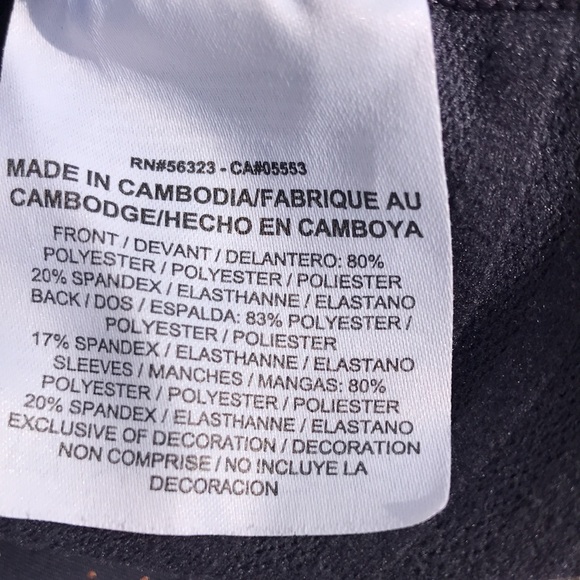 RN#56323 - CA#05553
MADE IN CAMBODIA/FABRIQUE AU
CAMBODGE/HECHO EN CAMBOYA
FRONT / DEVANT / DELANTERO: 80%
POLYESTER / POLYESTER / POLIESTER
20% SPANDEX / ELASTHANNE / ELASTANO
BACK / DOS / ESPALDA: 83% POLYESTER /
POLYESTER / POLIESTER
17% SPANDEX / ELASTHANNE / ELASTANO
SLEEVES / MANCHES / MANGAS: 80%
POLYESTER / POLYESTER / POLIESTER
20% SPANDEX / ELASTHANNE / ELASTANO
EXCLUSIVE OF DECORATION / DECORATION
NON COMPRISE / NO INCLUYE LA
DECORACION